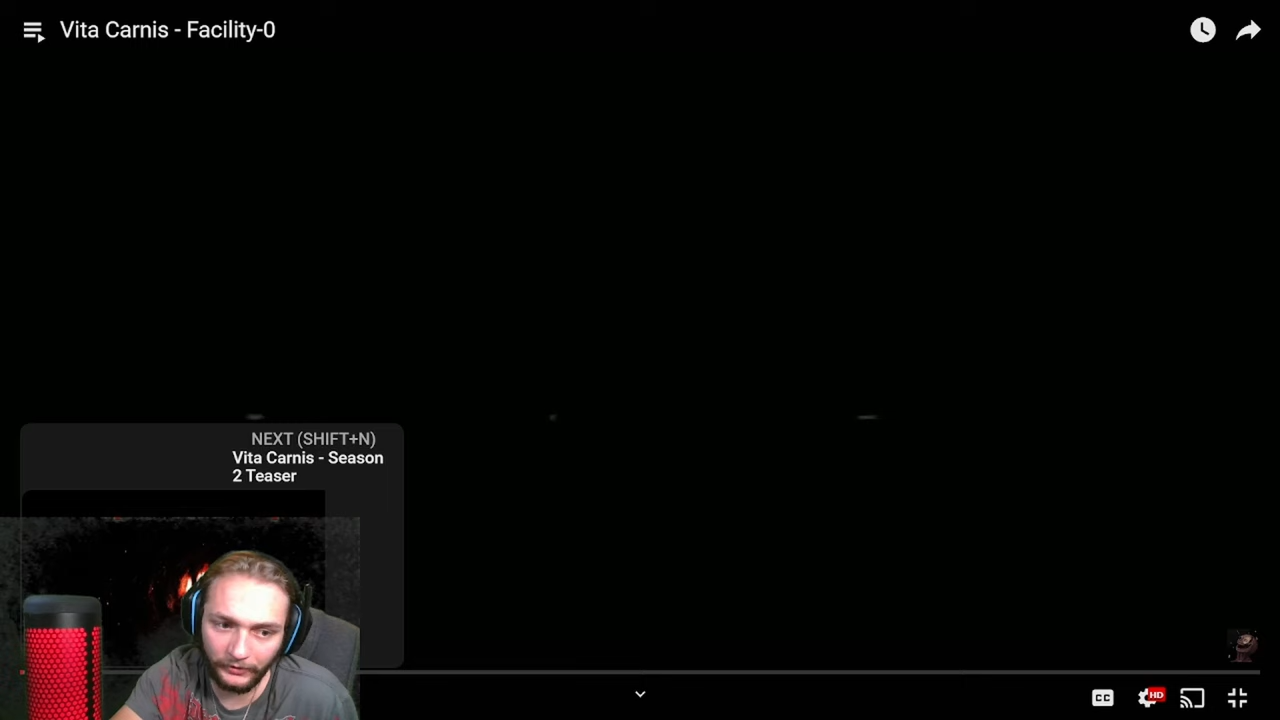 Vita Carnis - Facility-0
NEXT (SHIFT+N)
Vita Carnis - Season
2 Teaser
CC
HD